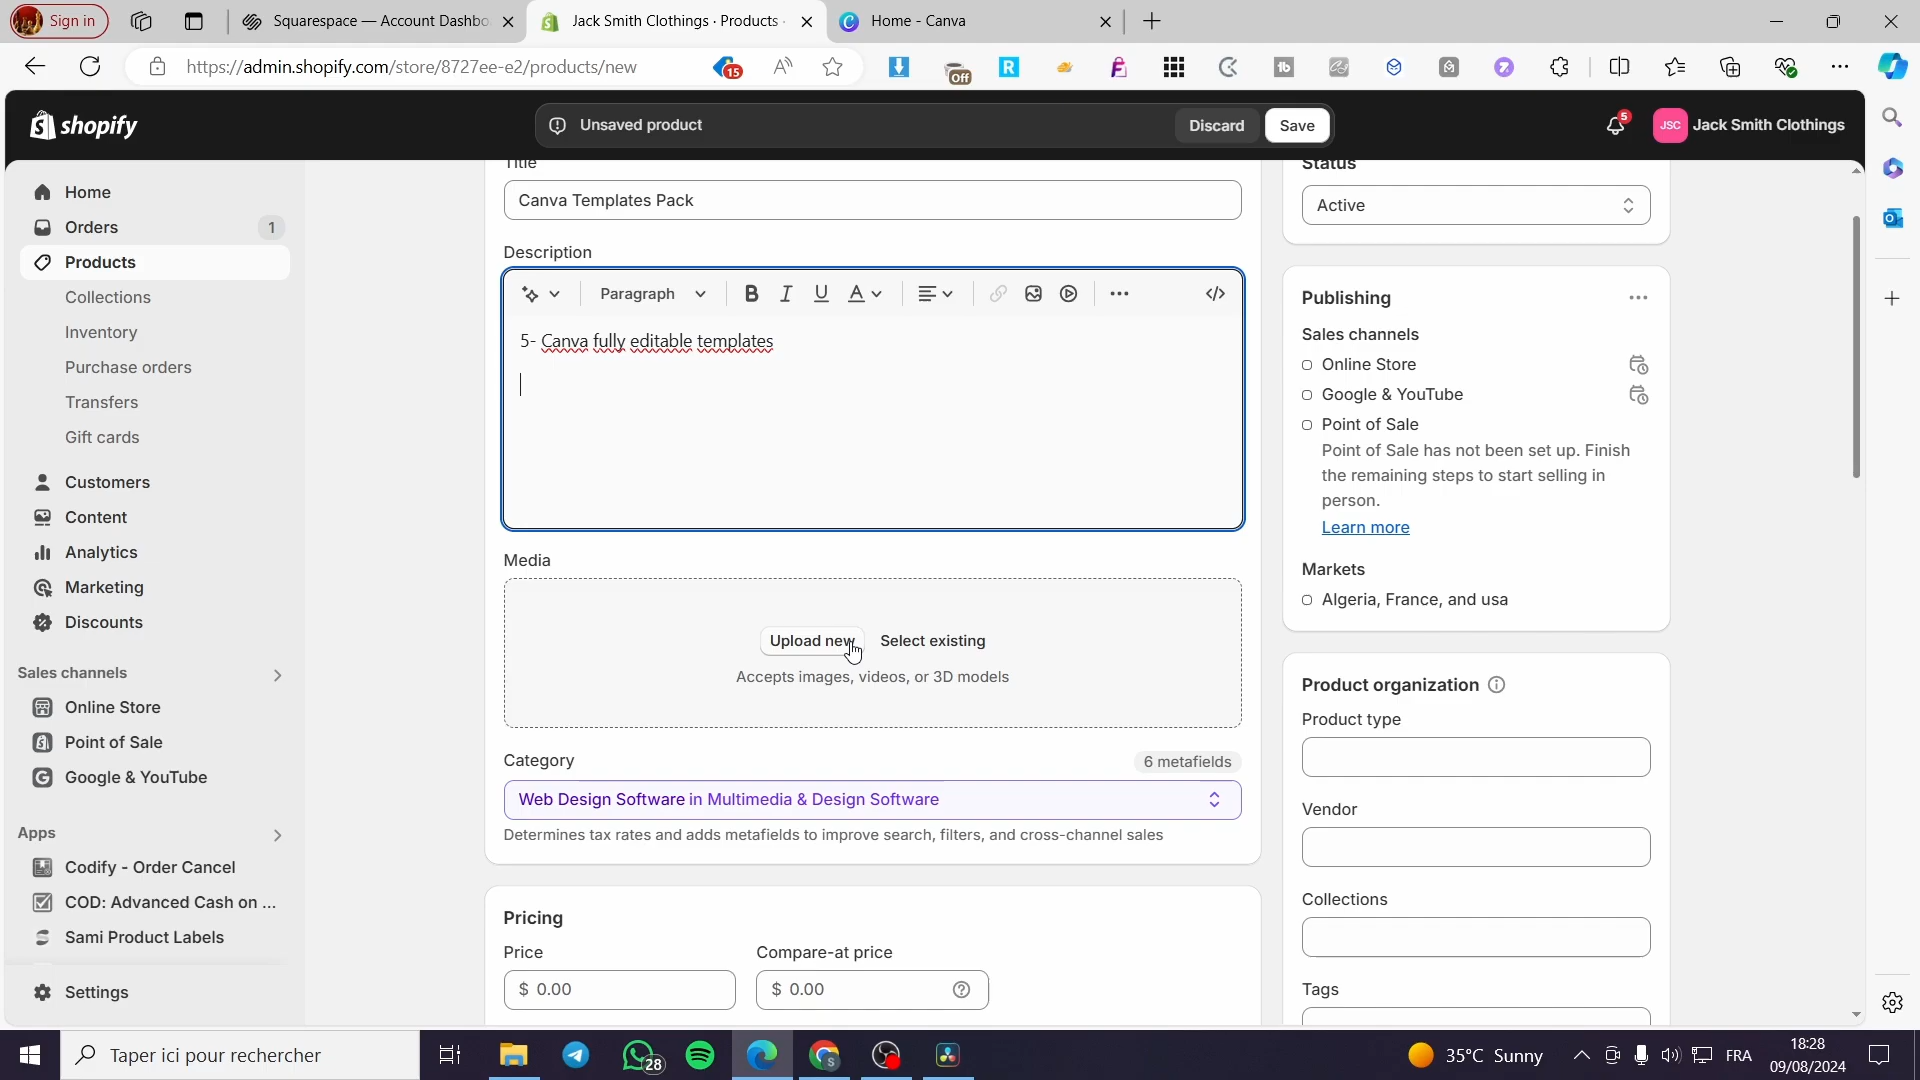 Sign in
Squarespace — Account Dashbo
Jack Smith Clothings · Products ·
Home - Canva
https://admin.shopify.com/store/8727ee-e2/products/new
15
Off
shopify
Unsaved product
Discard
Save
5
JSC
Jack Smith Clothings
Home
Orders
1
Products
Collections
Inventory
Purchase orders
Transfers
Gift cards
Customers
Content
Analytics
Marketing
Discounts
Sales channels
Online Store
Point of Sale
Google & YouTube
Apps
Codify - Order Cancel
COD: Advanced Cash on ...
Sami Product Labels
Settings
Title
Canva Templates Pack
Description
Paragraph
5- Canva fully editable templates
Media
Upload new
Select existing
Accepts images, videos, or 3D models
Category
6 metafields
Web Design Software in Multimedia & Design Software
Determines tax rates and adds metafields to improve search, filters, and cross-channel sales
Pricing
Price
Compare-at price
$ 0.00
$ 0.00
Status
Active
Publishing
Sales channels
Online Store
Google & YouTube
Point of Sale
Point of Sale has not been set up. Finish
the remaining steps to start selling in
person.
Learn more
Markets
Algeria, France, and usa
Product organization
Product type
Vendor
Collections
Tags
Taper ici pour rechercher
28
35°C Sunny
FRA
18:28
09/08/2024